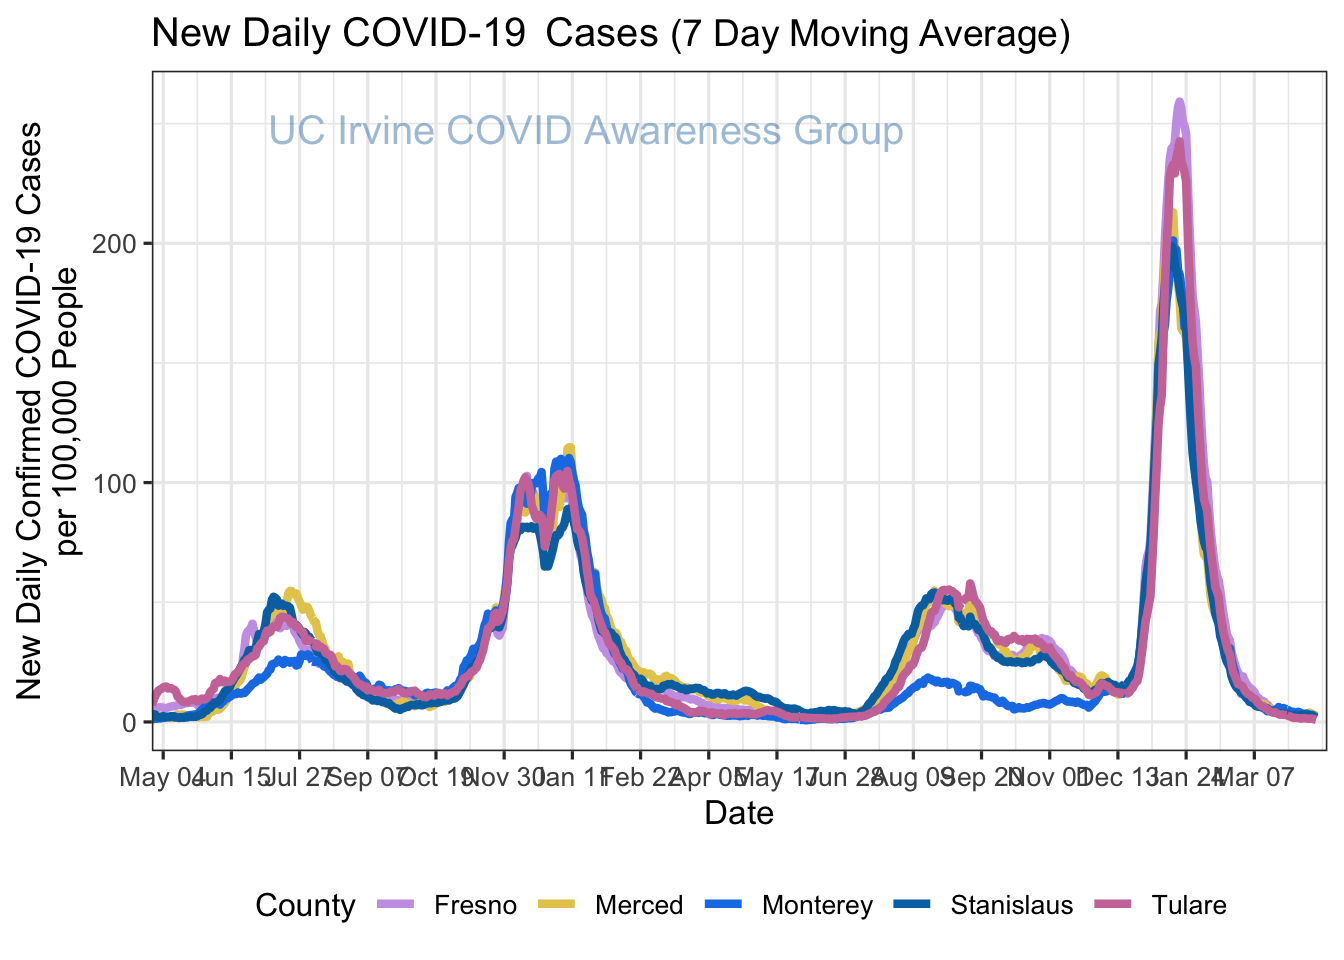 New Daily COVID-19 Cases (7 Day Moving Average)
UC Irvine COVID Awareness Group
New Daily Confirmed COVID-19 Cases
per 100,000 People
200
100
0
May 04 Jun 15 Jul 27 Sep 07 Oct 19 Nov 30 Jan 11 Feb 22 Apr 05 May 17 Jun 28 Aug 09 Sep 20 Nov 01 Dec 13 Jan 24 Mar 07
Date
County Fresno Merced Monterey Stanislaus Tulare